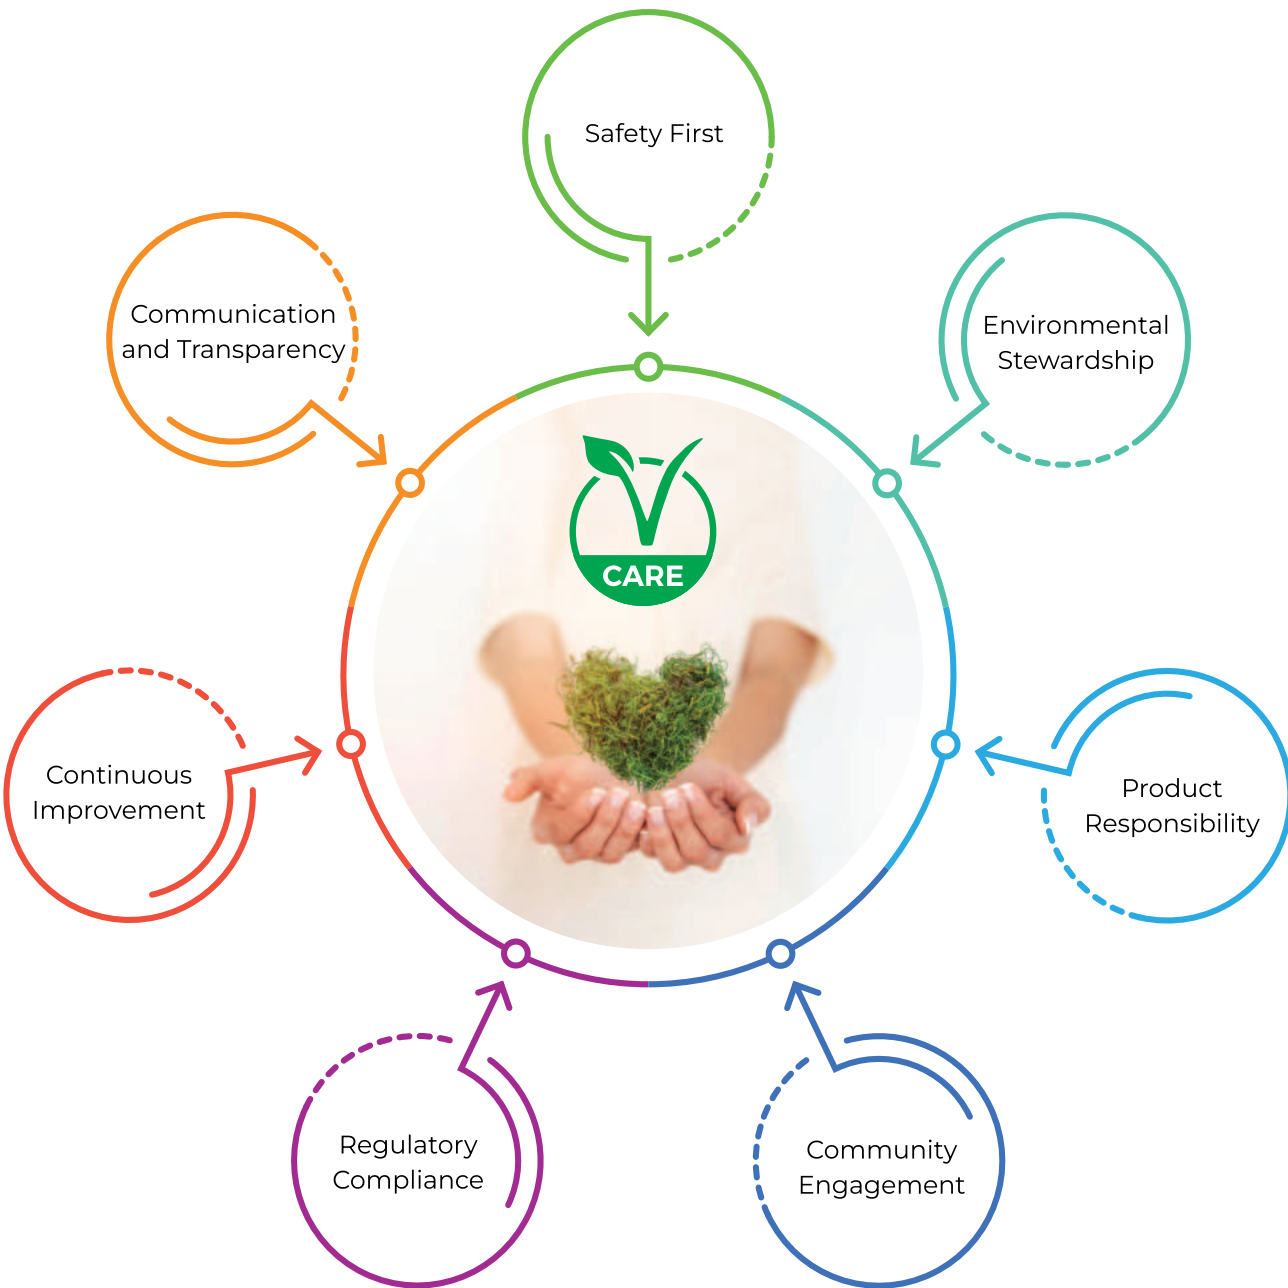 Safety First
Environmental
Stewardship
Product
Responsibility
Community
Engagement
Regulatory
Compliance
Continuous
Improvement
Communication
and Transparency
CARE